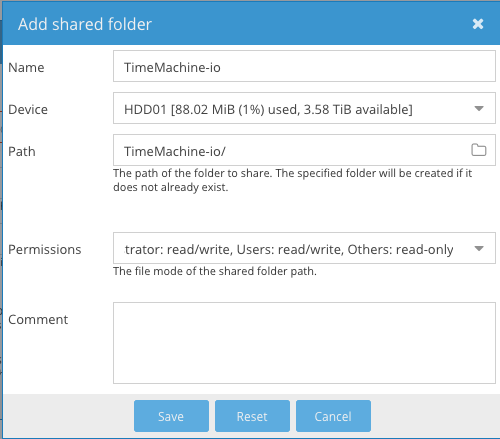 Add shared folder
Name
TimeMachine-io
Device
HDD01 [88.02 MiB (1%) used, 3.58 TiB available]
Path
TimeMachine-io/
The path of the folder to share. The specified folder will be created if it
does not already exist.
Permissions
trator: read/write, Users: read/write, Others: read-only
The file mode of the shared folder path.
Comment
Save
Reset
Cancel